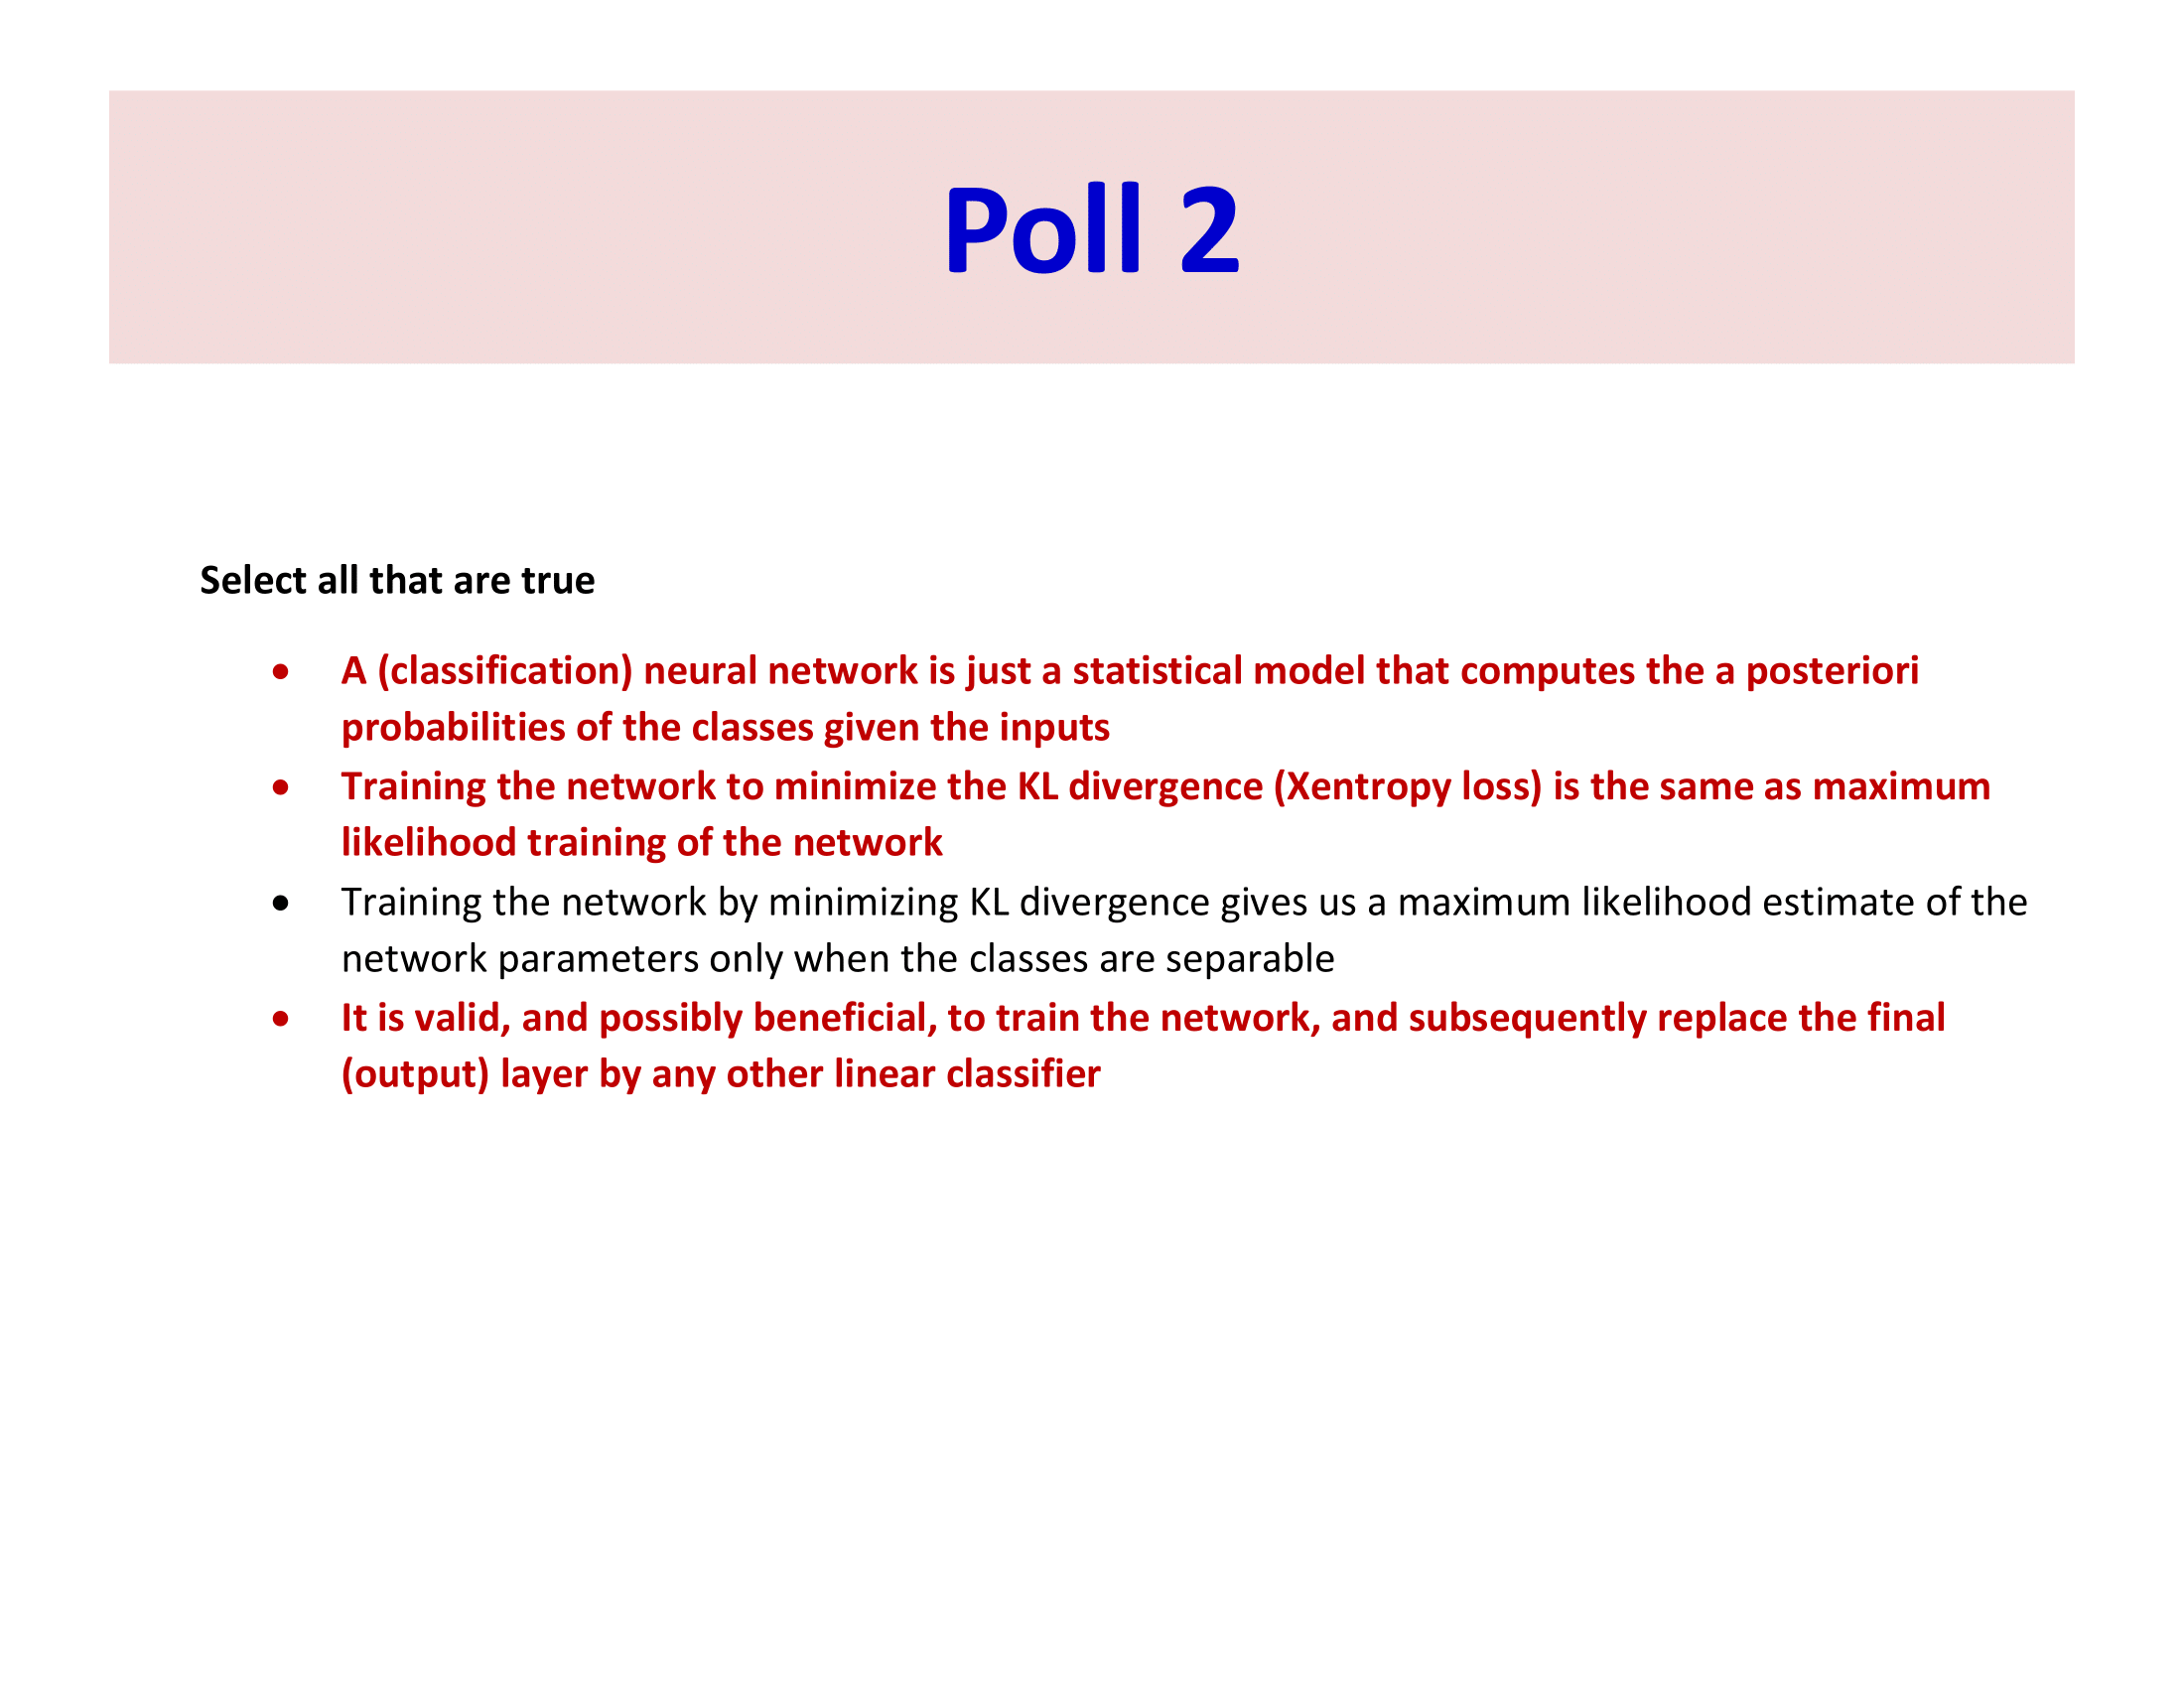 Poll 2
Select all that are true
• A (classification) neural network is just a statistical model that computes the a posteriori
probabilities of the classes given the inputs
• Training the network to minimize the KL divergence (Xentropy loss) is the same as maximum
likelihood training of the network
• Training the network by minimizing KL divergence gives us a maximum likelihood estimate of the
network parameters only when the classes are separable
• It is valid, and possibly beneficial, to train the network, and subsequently replace the final
(output) layer by any other linear classifier